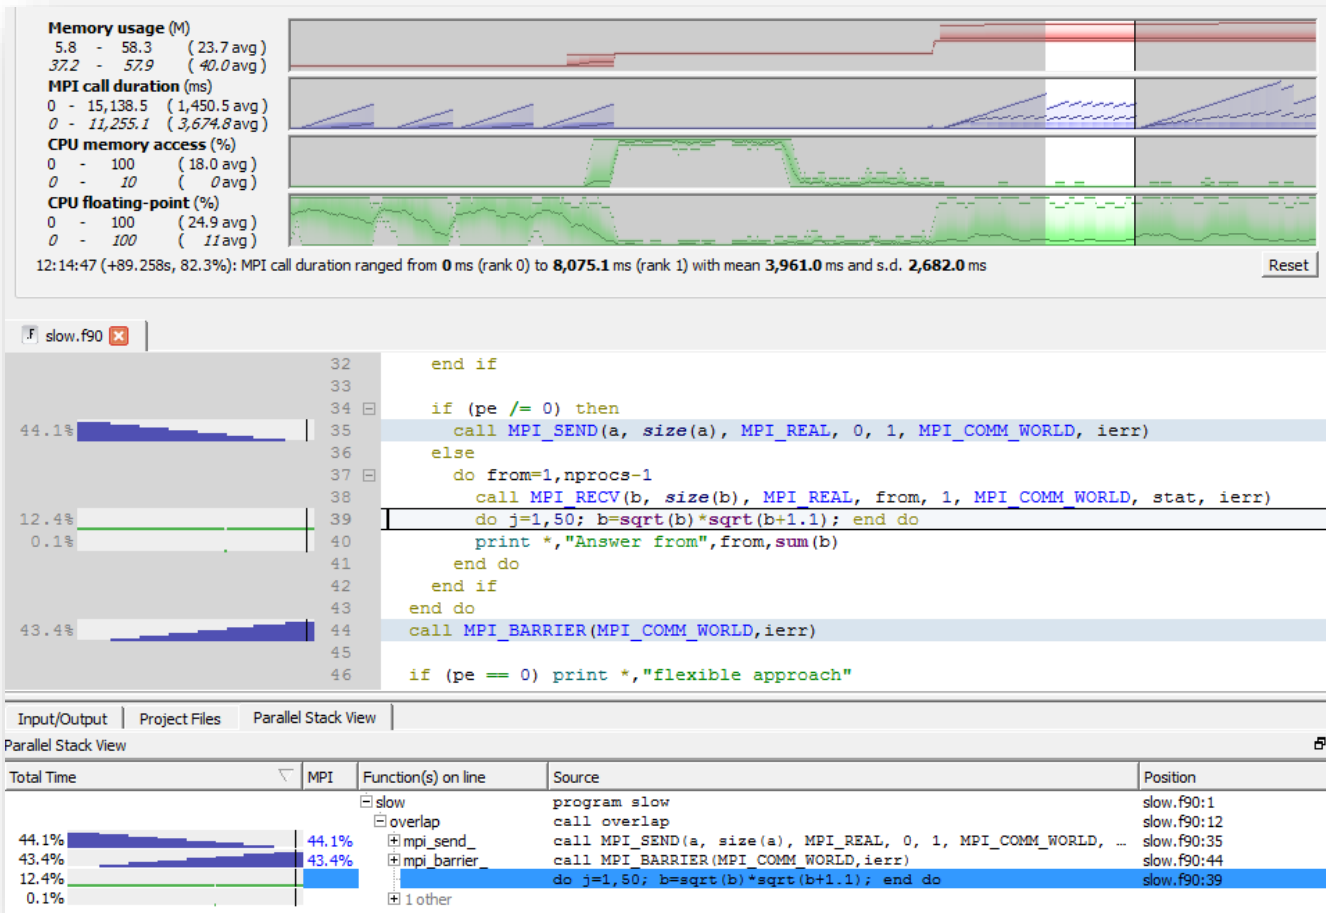 Memory usage (M)
5.8 - 58.3 (23.7 avg)
37.2 - 57.9 (40.0 avg)
MPI call duration (ms)
0 - 15,138.5 (1,450.5 avg)
0 - 11,255.1 (3,674.8 avg)
CPU memory access (%)
0 - 100 (18.0 avg)
0 - 10 (0 avg)
CPU floating-point (%)
0 - 100 (24.9 avg)
0 - 100 (11 avg)
12:14:47 (+89.258s, 82.3%): MPI call duration ranged from 0 ms (rank 0) to 8,075.1 ms (rank 1) with mean 3,961.0 ms and s.d. 2,682.0 ms Reset
.F slow.f90
32 end if
33
34 if (pe /= 0) then
44.1% 35 call MPI_SEND(a, size(a), MPI_REAL, 0, 1, MPI_COMM_WORLD, ierr)
36 else
37 do from=1,nprocs-1
38 call MPI_RECV(b, size(b), MPI_REAL, from, 1, MPI_COMM_WORLD, stat, ierr)
12.4% 39 do j=1,50; b=sqrt(b)*sqrt(b+1.1); end do
0.1% 40 print *,"Answer from",from,sum(b)
41 end do
42 end if
43 end do
43.4% 44 call MPI_BARRIER(MPI_COMM_WORLD,ierr)
45
46 if (pe == 0) print *,"flexible approach"
Input/Output Project Files Parallel Stack View
Parallel Stack View
Total Time MPI Function(s) on line Source Position
slow program slow slow.f90:1
overlap call overlap slow.f90:12
44.1% 44.1% mpi_send_ call MPI_SEND(a, size(a), MPI_REAL, 0, 1, MPI_COMM_WORLD, ... slow.f90:35
43.4% 43.4% mpi_barrier_ call MPI_BARRIER(MPI_COMM_WORLD,ierr) slow.f90:44
12.4% do j=1,50; b=sqrt(b)*sqrt(b+1.1); end do slow.f90:39
0.1% 1 other